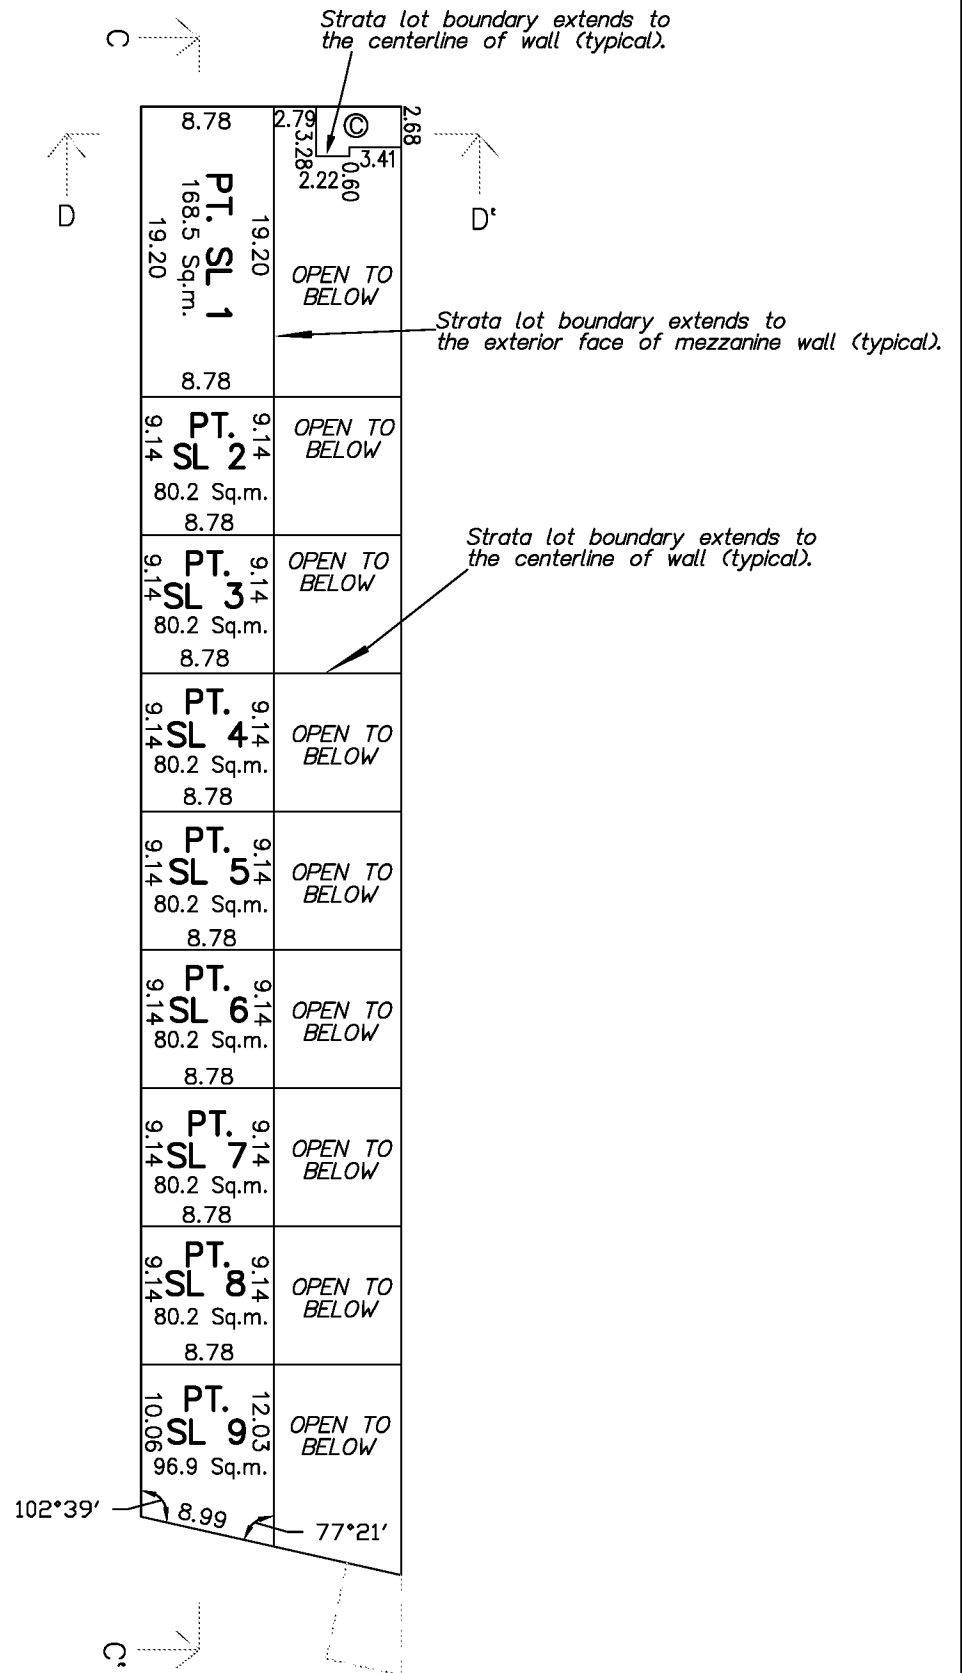 Strata lot boundary extends to
the centerline of wall (typical).
C
8.78
2.79
©
2.68
3.28
3.41
0.60
2.22
D
D'
PT. SL 1
168.5 Sq.m.
19.20
19.20
OPEN TO
BELOW
Strata lot boundary extends to
the exterior face of mezzanine wall (typical).
8.78
PT.
SL 2
9.14
9.14
80.2 Sq.m.
8.78
OPEN TO
BELOW
Strata lot boundary extends to
the centerline of wall (typical).
PT.
SL 3
9.14
9.14
80.2 Sq.m.
8.78
OPEN TO
BELOW
PT.
SL 4
9.14
9.14
80.2 Sq.m.
8.78
OPEN TO
BELOW
PT.
SL 5
9.14
9.14
80.2 Sq.m.
8.78
OPEN TO
BELOW
PT.
SL 6
9.14
9.14
80.2 Sq.m.
8.78
OPEN TO
BELOW
PT.
SL 7
9.14
9.14
80.2 Sq.m.
8.78
OPEN TO
BELOW
PT.
SL 8
9.14
9.14
80.2 Sq.m.
8.78
OPEN TO
BELOW
PT.
SL 9
10.06
12.03
96.9 Sq.m.
OPEN TO
BELOW
102°39'
8.99
77°21'
C'